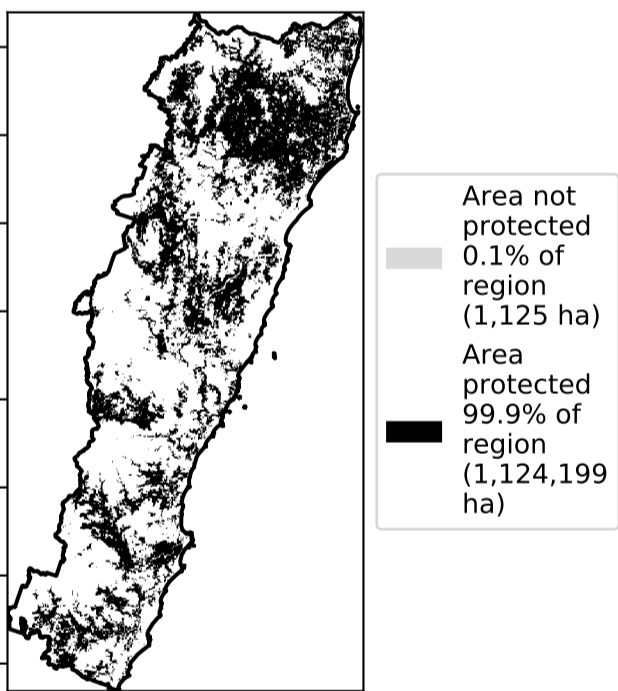 Area not
protected
0.1% of
region
(1,125 ha)
Area
protected
99.9% of
region
(1,124,199
ha)